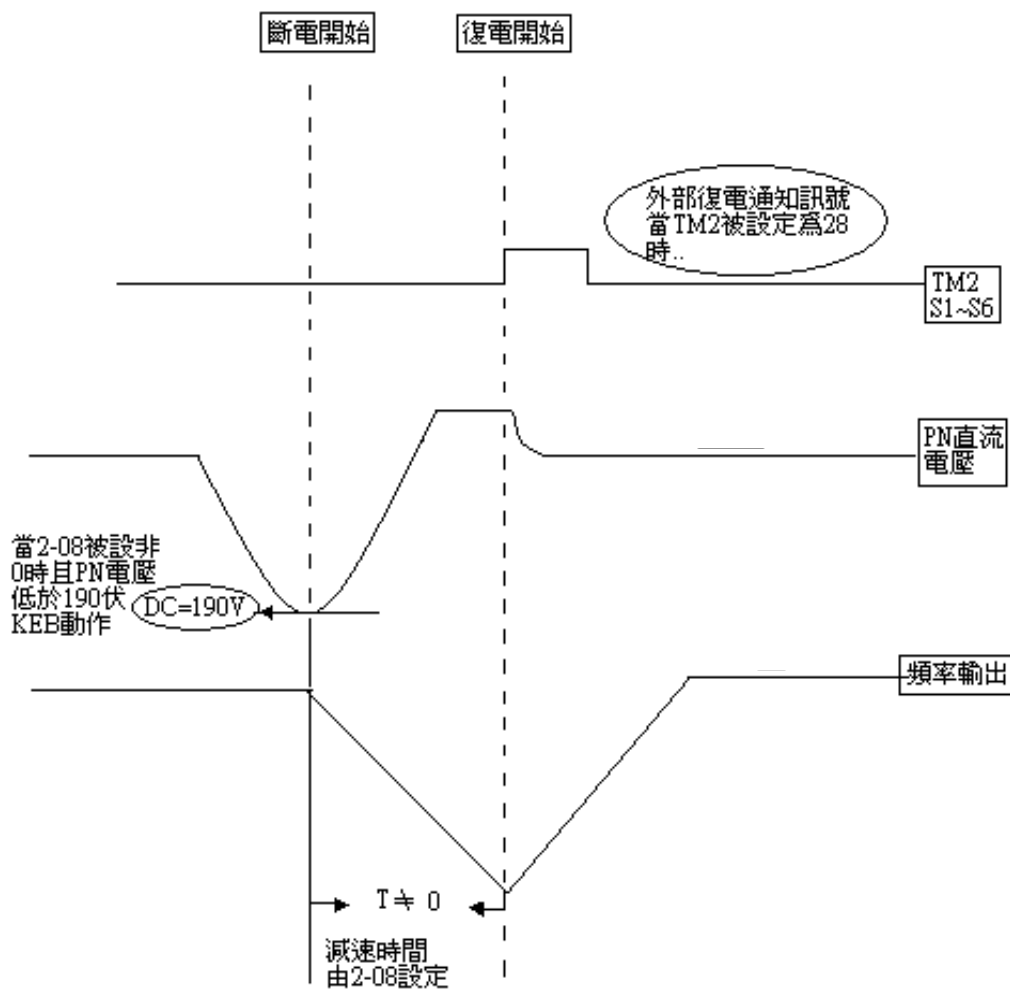 斷電開始
復電開始
外部復電通知訊號
當TM2被設定爲28
時..
TM2
S1~S6
PN直流
電壓
當2-08被設非
0時且PN電壓
低於190伏
KEB動作
DC=190V
頻率輸出
T≒0
減速時間
由2-08設定